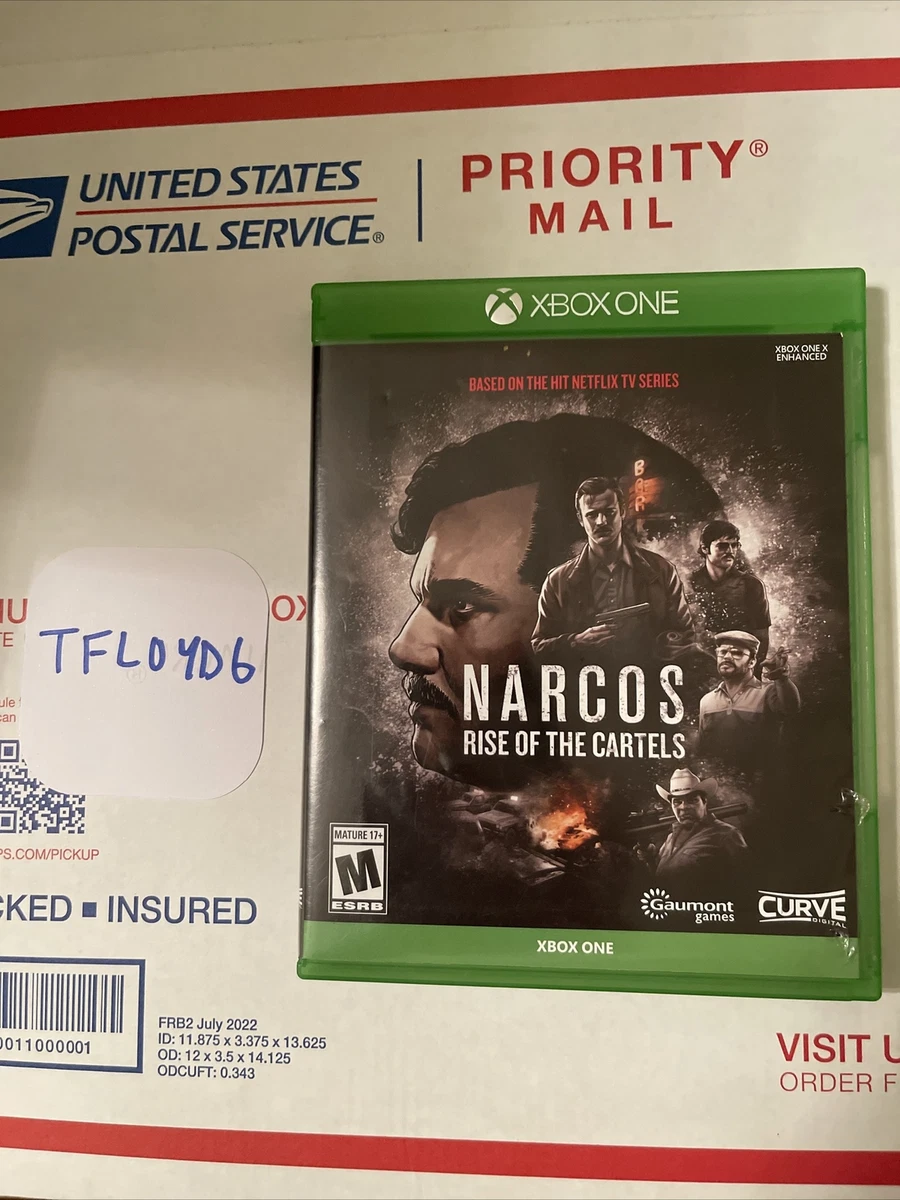 UNITED STATES
POSTAL SERVICE®
PRIORITY®
MAIL
XBOX ONE
XBOX ONE X
ENHANCED
BASED ON THE HIT NETFLIX TV SERIES
NARCOS
RISE OF THE CARTELS
MATURE 17+
M
ESRB
Gaumont
games
CURVE
DIGITAL
XBOX ONE
TFLOYD6
PS.COM/PICKUP
CKED ■ INSURED
0011000001
FRB2 July 2022
ID: 11.875 x 3.375 x 13.625
OD: 12 x 3.5 x 14.125
ODCUFT: 0.343
VISIT
ORDER